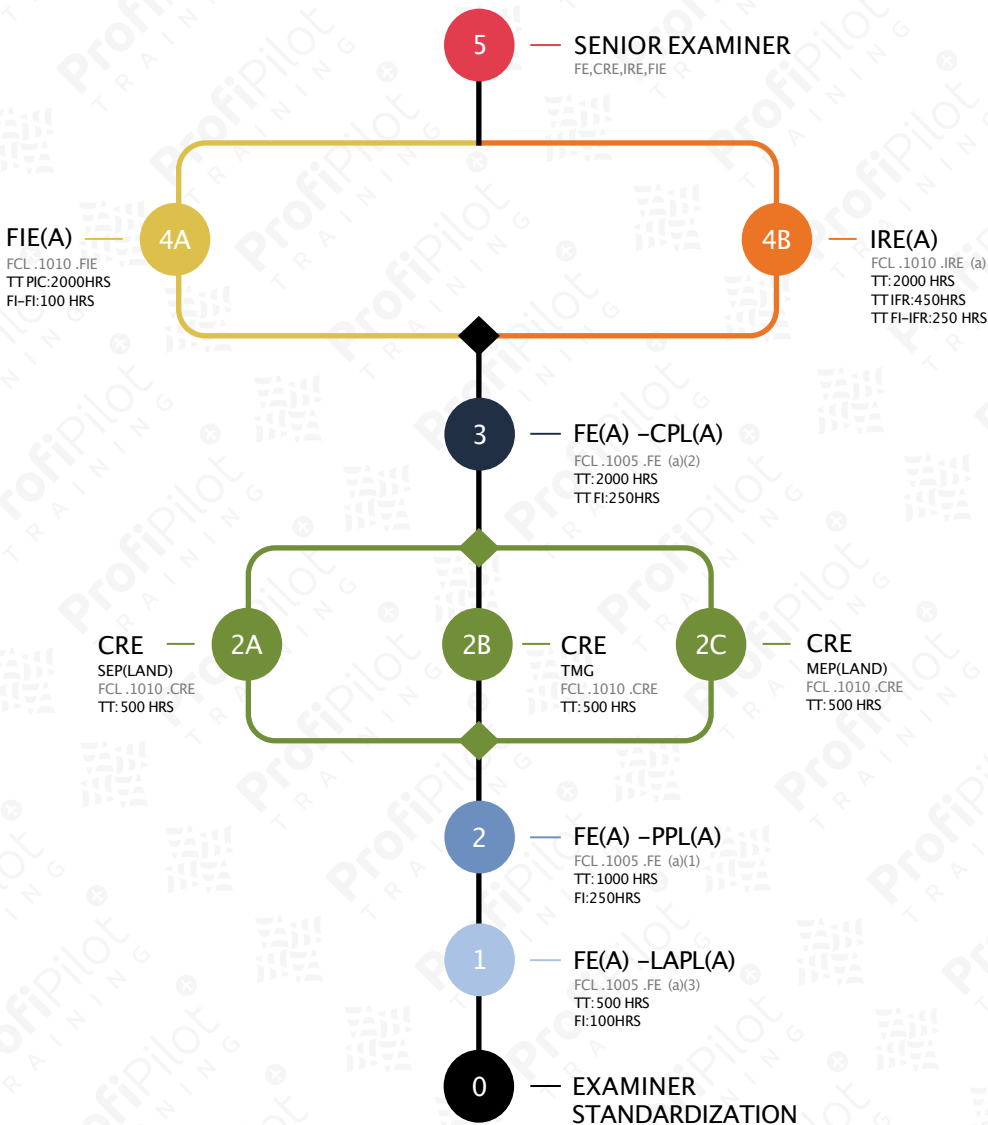 5
SENIOR EXAMINER
FE,CRE,IRE,FIE
4A
FIE(A)
FCL .1010 .FIE
TT PIC:2000HRS
FI–FI:100 HRS
4B
IRE(A)
FCL .1010 .IRE (a)
TT:2000 HRS
TT IFR:450HRS
TT FI–IFR:250 HRS
3
FE(A) –CPL(A)
FCL .1005 .FE (a)(2)
TT:2000 HRS
TT FI:250HRS
2A
CRE
SEP(LAND)
FCL .1010 .CRE
TT:500 HRS
2B
CRE
TMG
FCL .1010 .CRE
TT:500 HRS
2C
CRE
MEP(LAND)
FCL .1010 .CRE
TT:500 HRS
2
FE(A) –PPL(A)
FCL .1005 .FE (a)(1)
TT:1000 HRS
FI:250HRS
1
FE(A) –LAPL(A)
FCL .1005 .FE (a)(3)
TT:500 HRS
FI:100HRS
0
EXAMINER
STANDARDIZATION
ProfiPilot
TRAINING